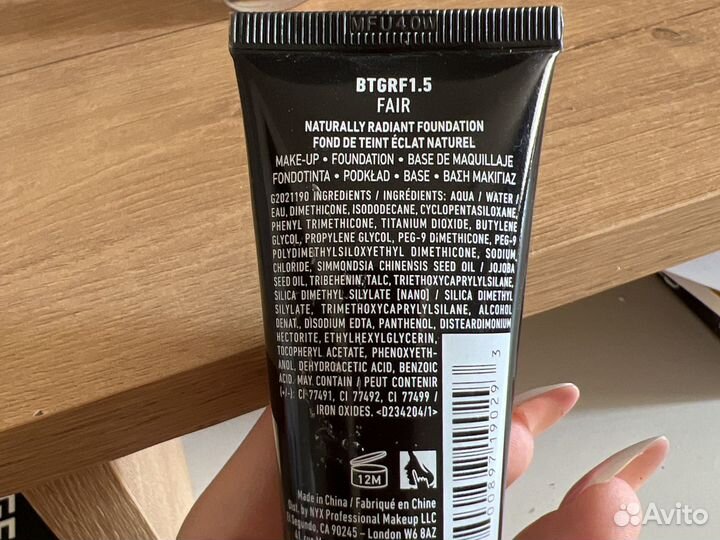 MFU40W
BTGRF1.5
FAIR
NATURALLY RADIANT FOUNDATION
FOND DE TEINT ÉCLAT NATUREL
MAKE-UP • FOUNDATION • BASE DE MAQUILLAJE
FONDOTINTA • PODKŁAD • BASE • ΒΑΣΗ ΜΑΚΙΓΙΑΖ
G2021190 INGREDIENTS / INGRÉDIENTS: AQUA / WATER /
EAU, DIMETHICONE, ISODODECANE, CYCLOPENTASILOXANE,
PHENYL TRIMETHICONE, TITANIUM DIOXIDE, BUTYLENE
GLYCOL, PROPYLENE GLYCOL, PEG-9 DIMETHICONE, PEG-9
POLYDIMETHYLSILOXYETHYL DIMETHICONE, SODIUM
CHLORIDE, SIMMONDSIA CHINENSIS SEED OIL / JOJOBA
SEED OIL, TRIBEHENIN, TALC, TRIETHOXYCAPRYLYLSILANE,
SILICA DIMETHYL SILYLATE [NANO] / SILICA DIMETHYL
SILYLATE, TRIMETHOXYCAPRYLYLSILANE, ALCOHOL
DENAT., DISODIUM EDTA, PANTHENOL, DISTEARDIMONIUM
HECTORITE, ETHYLHEXYLGLYCERIN,
TOCOPHERYL ACETATE, PHENOXYETH-
ANOL, DEHYDROACETIC ACID, BENZOIC
ACID. MAY CONTAIN / PEUT CONTENIR
(+/-): CI 77491, CI 77492, CI 77499 /
IRON OXIDES. <D234204/1>
12M
Made in China / Fabriqué en Chine
Dist. by NYX Professional Makeup LLC
El Segundo, CA 90245 – London W6 8AZ
00897 19029 3
Avito